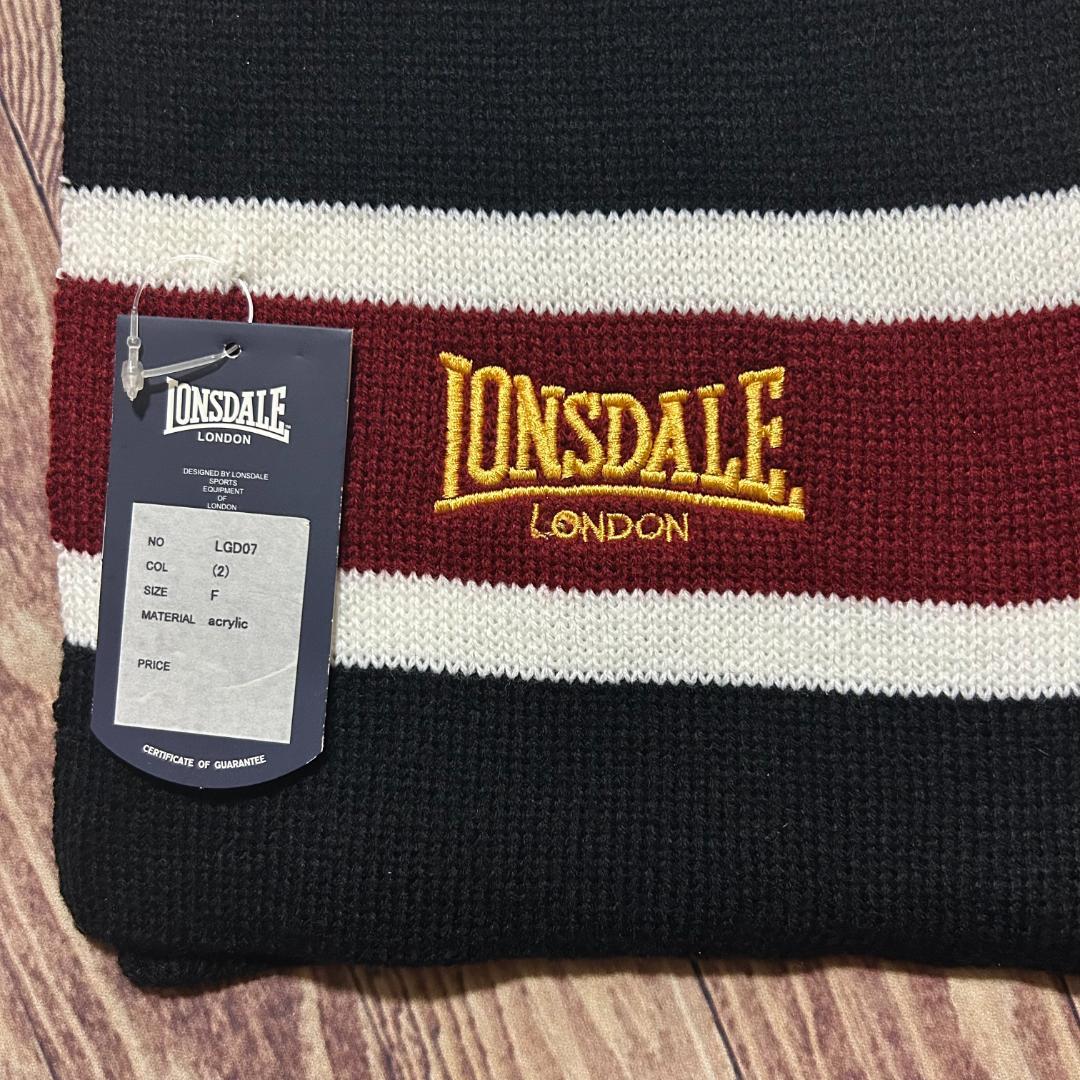 LONSDALE™
LONDON
DESIGNED BY LONSDALE
SPORTS
EQUIPMENT
OF
LONDON
NO LGD07
COL (2)
SIZE F
MATERIAL acrylic
PRICE
CERTIFICATE OF GUARANTEE
LONSDALE
LONDON